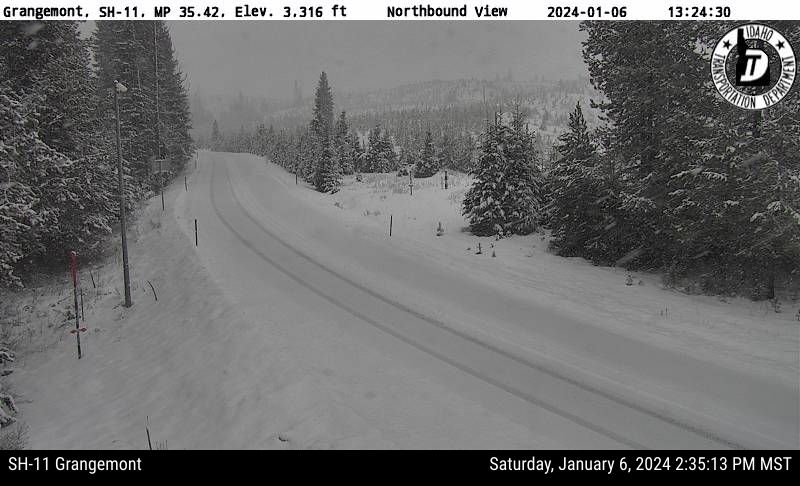 Grangemont, SH-11, MP 35.42, Elev. 3,316 ft Northbound View 2024-01-06 13:24:30
IDAHO
TRANSPORTATION DEPARTMENT
SH-11 Grangemont Saturday, January 6, 2024 2:35:13 PM MST